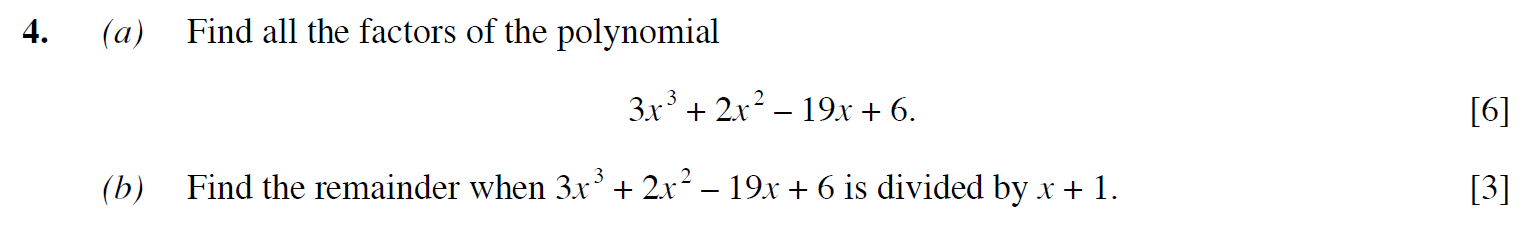 4. (a) Find all the factors of the polynomial
3x³ + 2x² – 19x + 6. [6]
(b) Find the remainder when 3x³ + 2x² – 19x + 6 is divided by x + 1. [3]